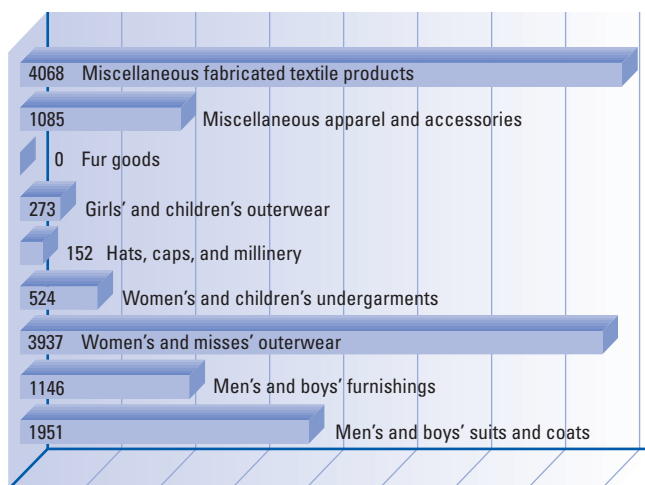 4068 Miscellaneous fabricated textile products
1085 Miscellaneous apparel and accessories
0 Fur goods
273 Girls’ and children’s outerwear
152 Hats, caps, and millinery
524 Women’s and children’s undergarments
3937 Women’s and misses’ outerwear
1146 Men’s and boys’ furnishings
1951 Men’s and boys’ suits and coats